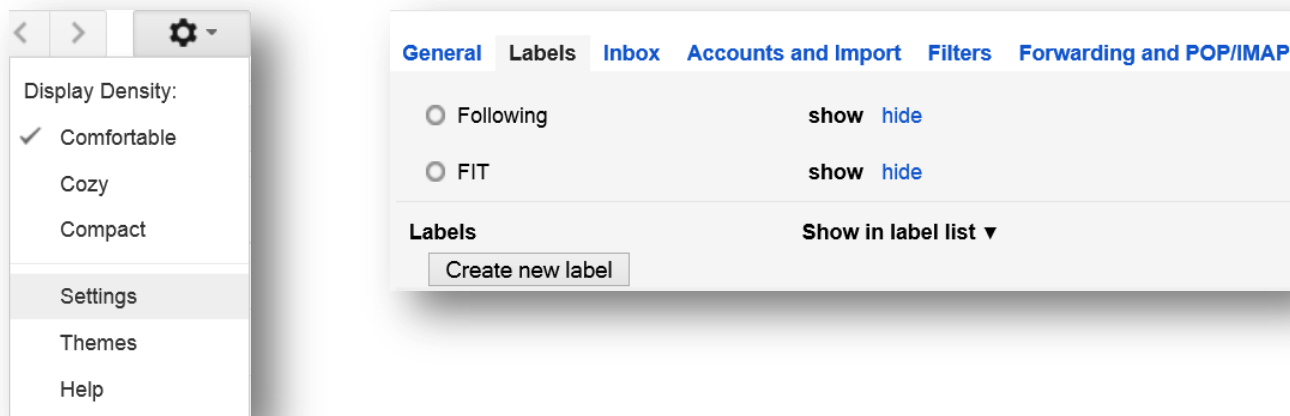 Display Density:
Comfortable
Cozy
Compact
Settings
Themes
Help
General Labels Inbox Accounts and Import Filters Forwarding and POP/IMAP
Following show hide
FIT show hide
Labels Show in label list ▼
Create new label